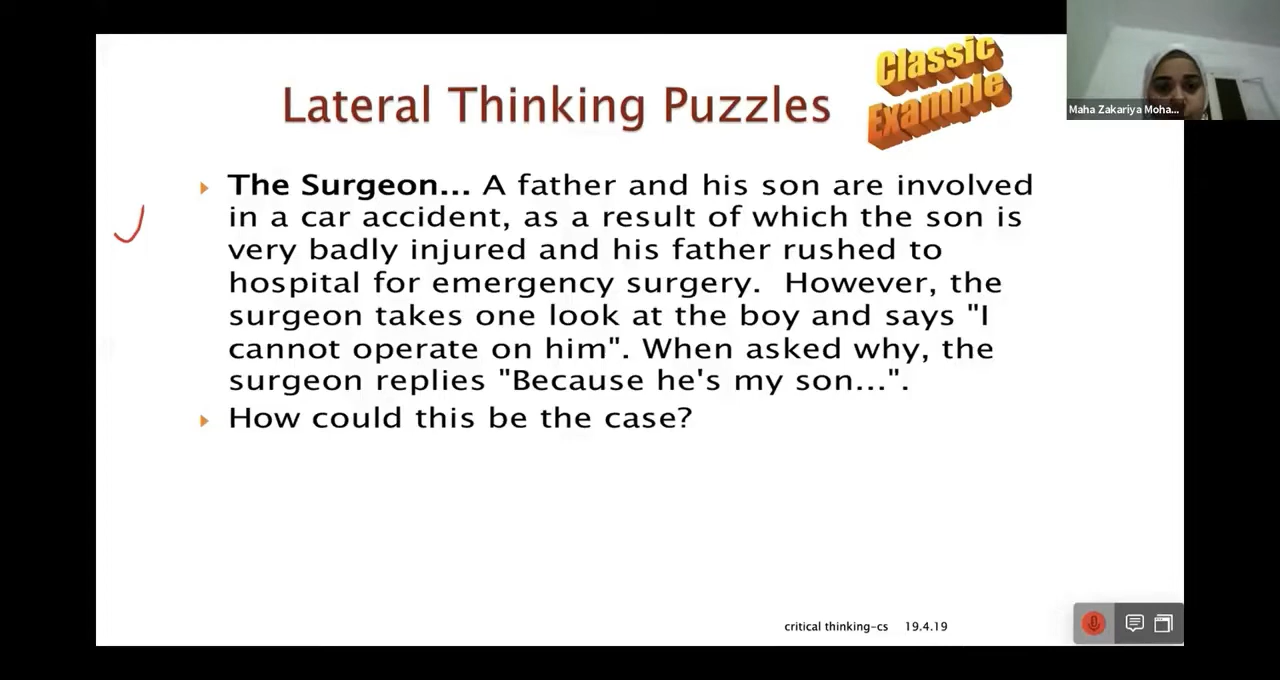 Classic
Example
Lateral Thinking Puzzles
Maha Zakariya Moha...
The Surgeon... A father and his son are involved
in a car accident, as a result of which the son is
very badly injured and his father rushed to
hospital for emergency surgery. However, the
surgeon takes one look at the boy and says "I
cannot operate on him". When asked why, the
surgeon replies "Because he's my son...".
How could this be the case?
critical thinking-cs 19.4.19